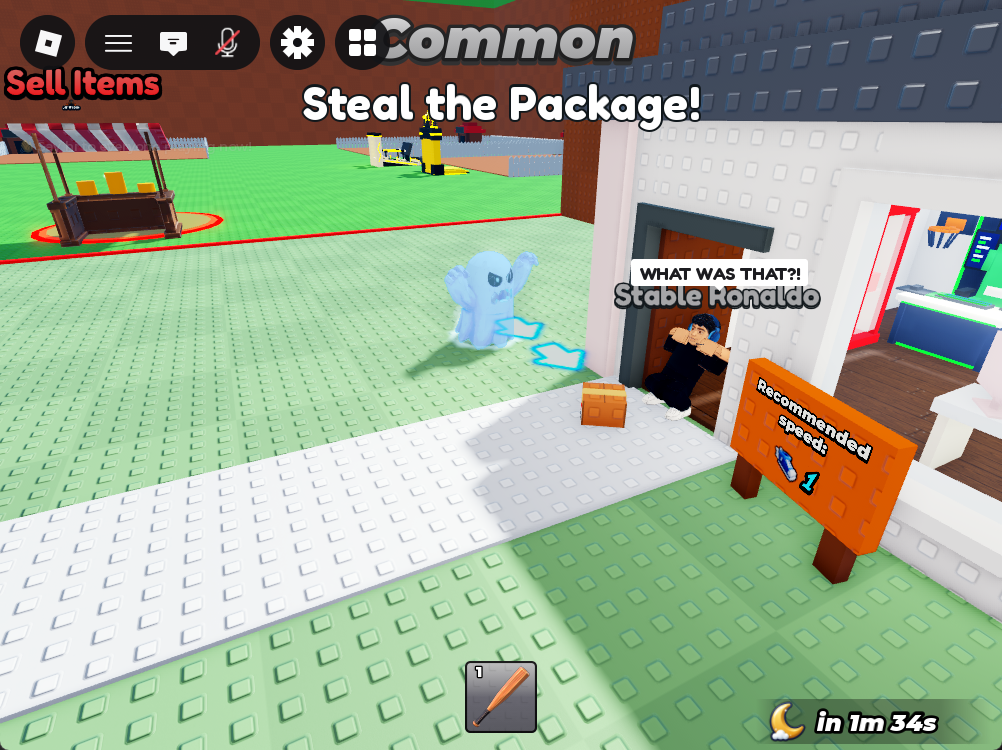 Common
Sell Items
Steal the Package!
WHAT WAS THAT?!
Stable Ronaldo
Recommended
speed:
1
1
in 1m 34s